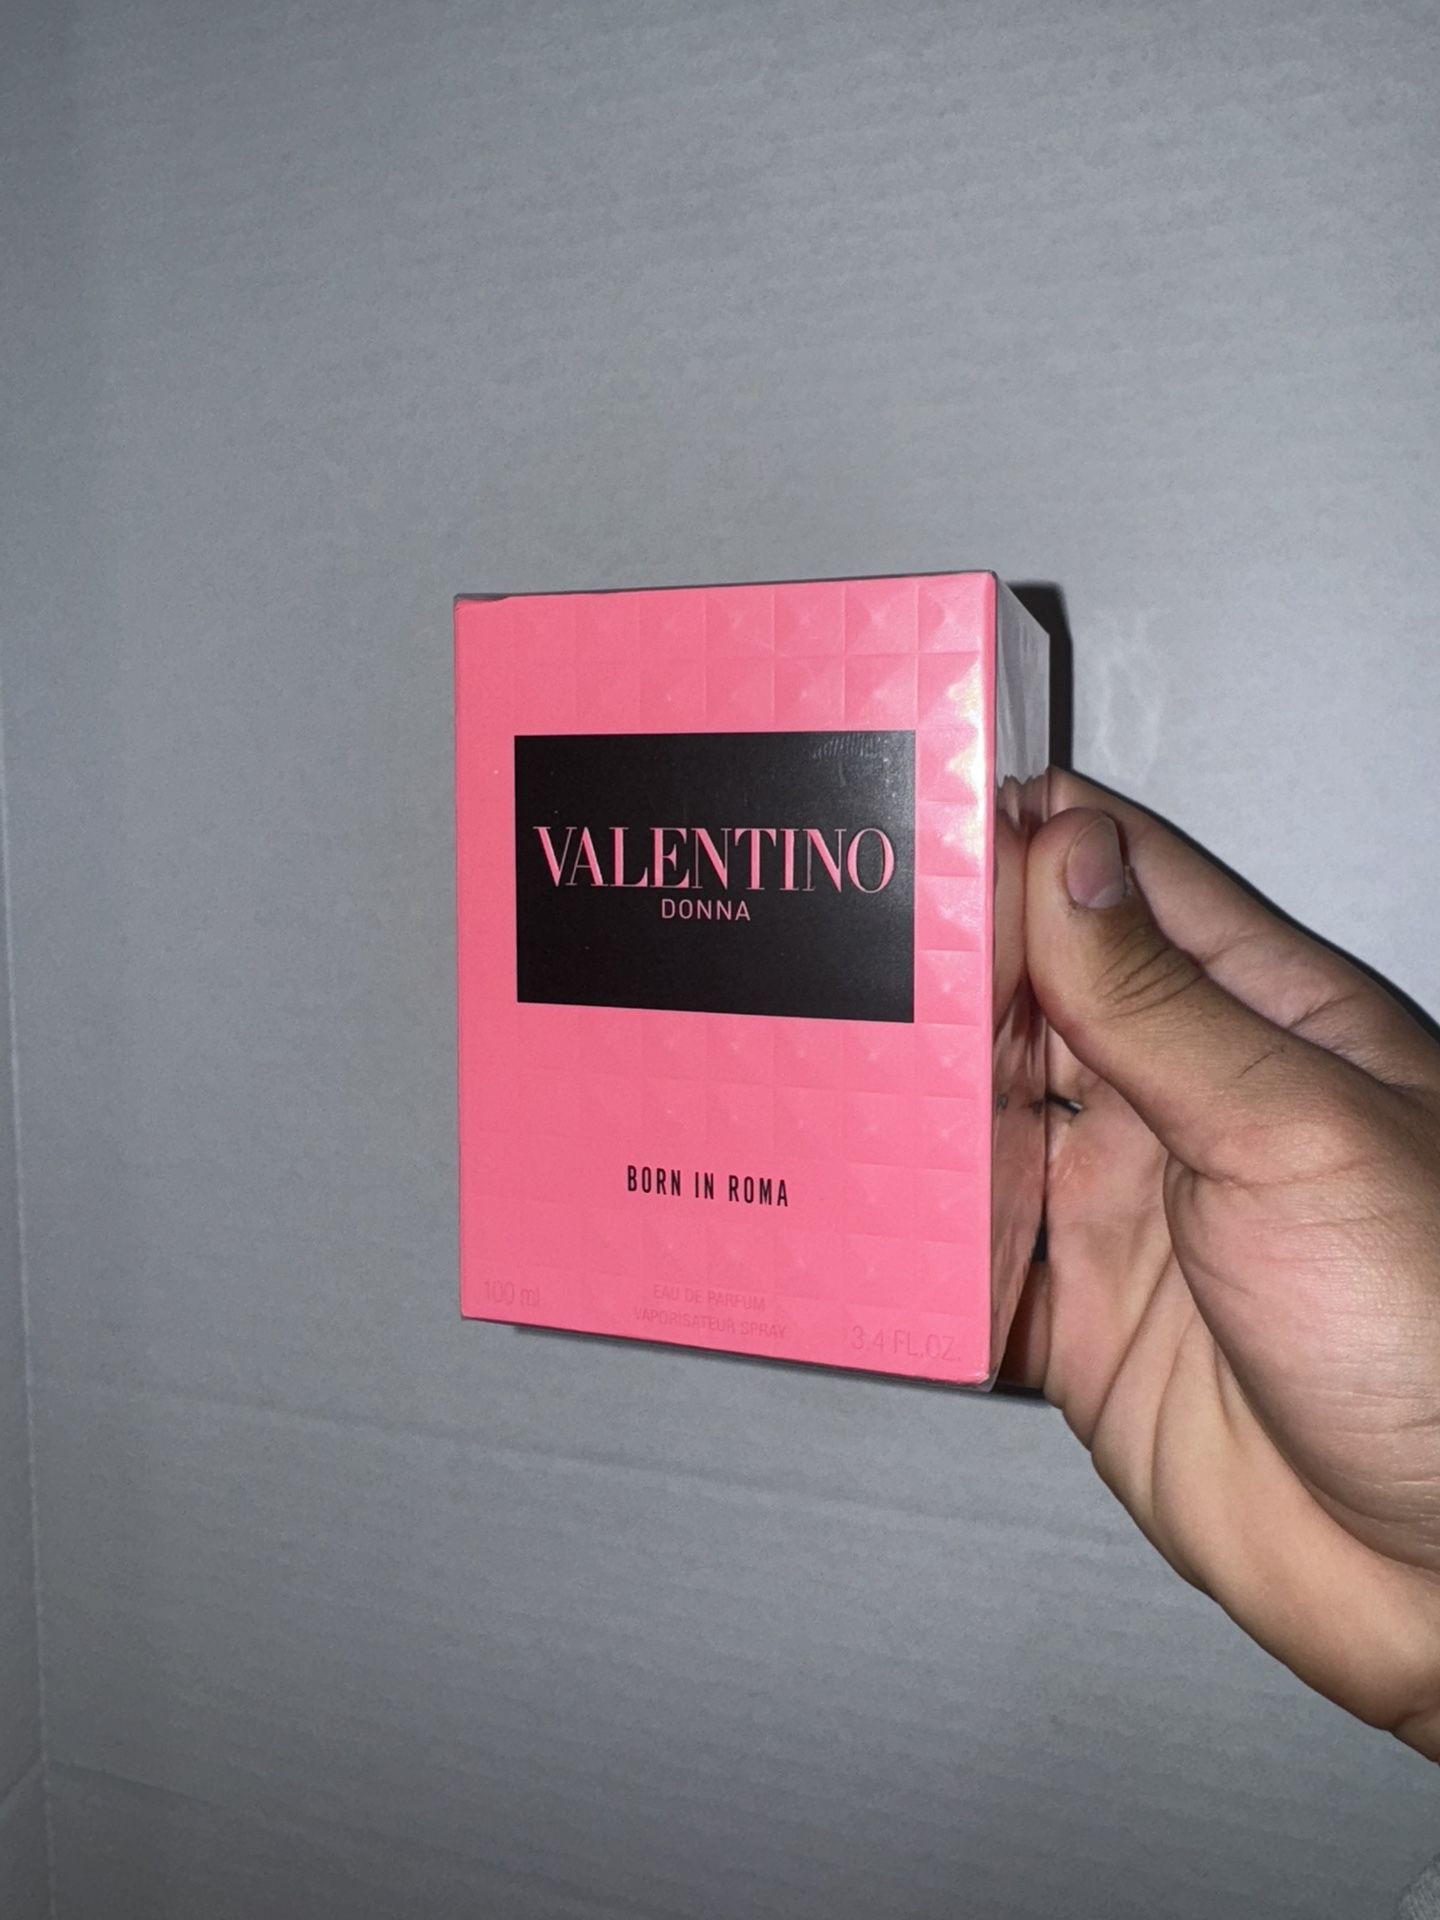 VALENTINO
DONNA
BORN IN ROMA
100 ml
EAU DE PARFUM
VAPORISATEUR SPRAY
3.4 FL.OZ.